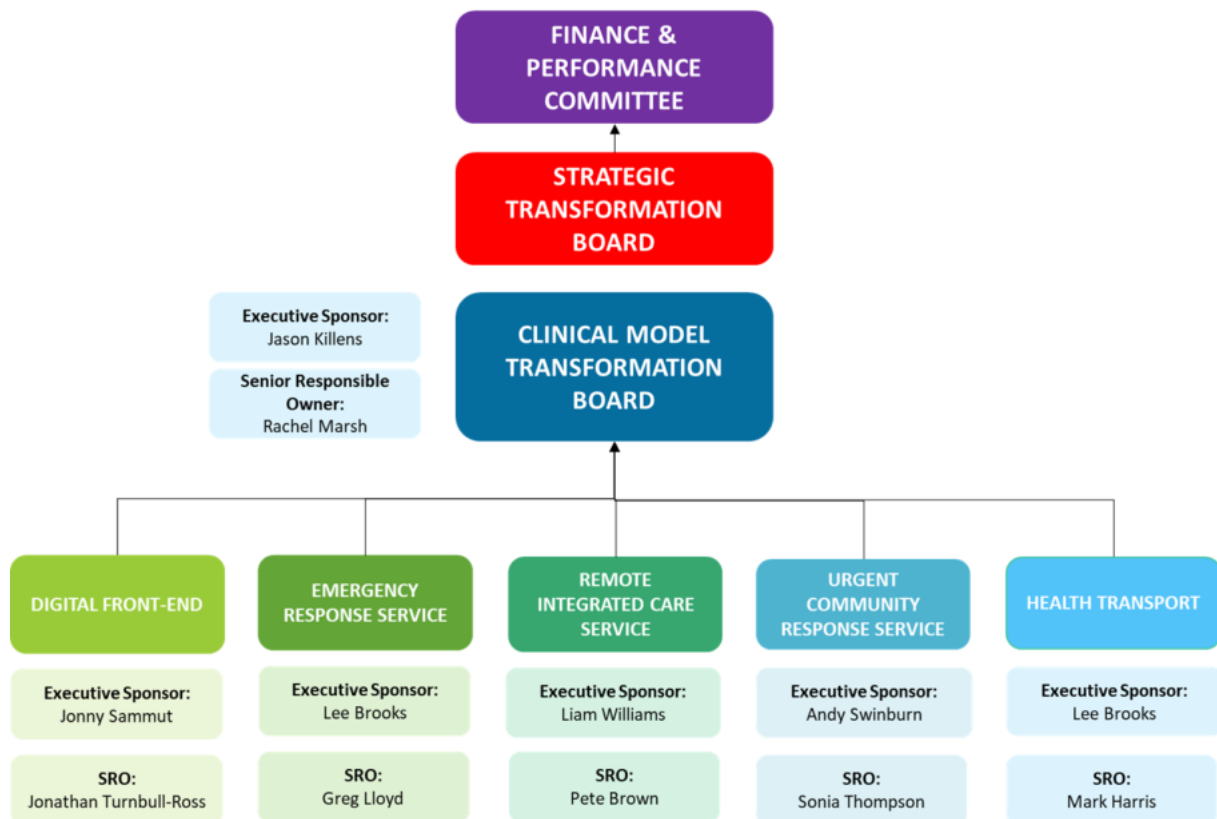 FINANCE &
PERFORMANCE
COMMITTEE
STRATEGIC
TRANSFORMATION
BOARD
Executive Sponsor:
Jason Killens
Senior Responsible
Owner:
Rachel Marsh
CLINICAL MODEL
TRANSFORMATION
BOARD
DIGITAL FRONT-END
EMERGENCY
RESPONSE SERVICE
REMOTE
INTEGRATED CARE
SERVICE
URGENT
COMMUNITY
RESPONSE SERVICE
HEALTH TRANSPORT
Executive Sponsor:
Jonny Sammut
Executive Sponsor:
Lee Brooks
Executive Sponsor:
Liam Williams
Executive Sponsor:
Andy Swinburn
Executive Sponsor:
Lee Brooks
SRO:
Jonathan Turnbull-Ross
SRO:
Greg Lloyd
SRO:
Pete Brown
SRO:
Sonia Thompson
SRO:
Mark Harris